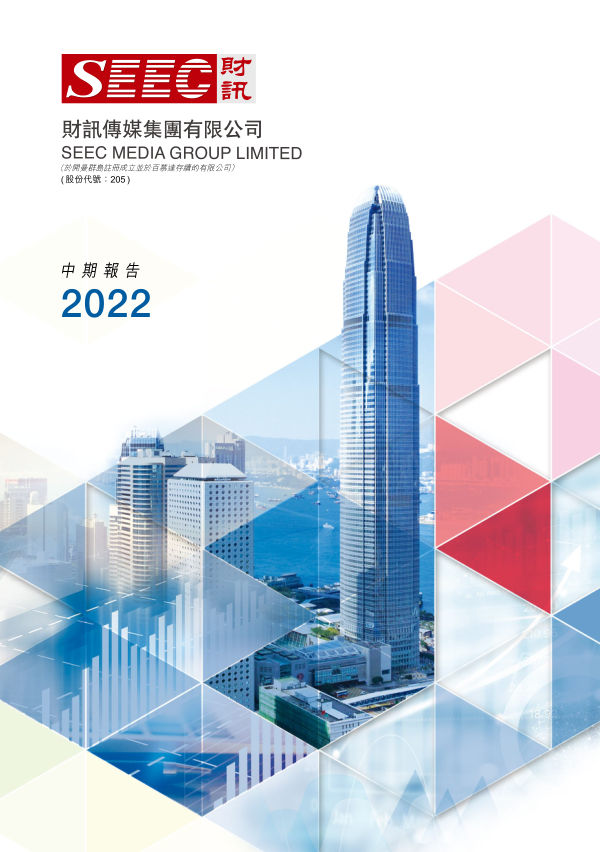 SEEC 財訊
財訊傳媒集團有限公司
SEEC MEDIA GROUP LIMITED
(於開曼群島註冊成立並於百慕達存續的有限公司)
(股份代號：205)
中期報告
2022
18.92